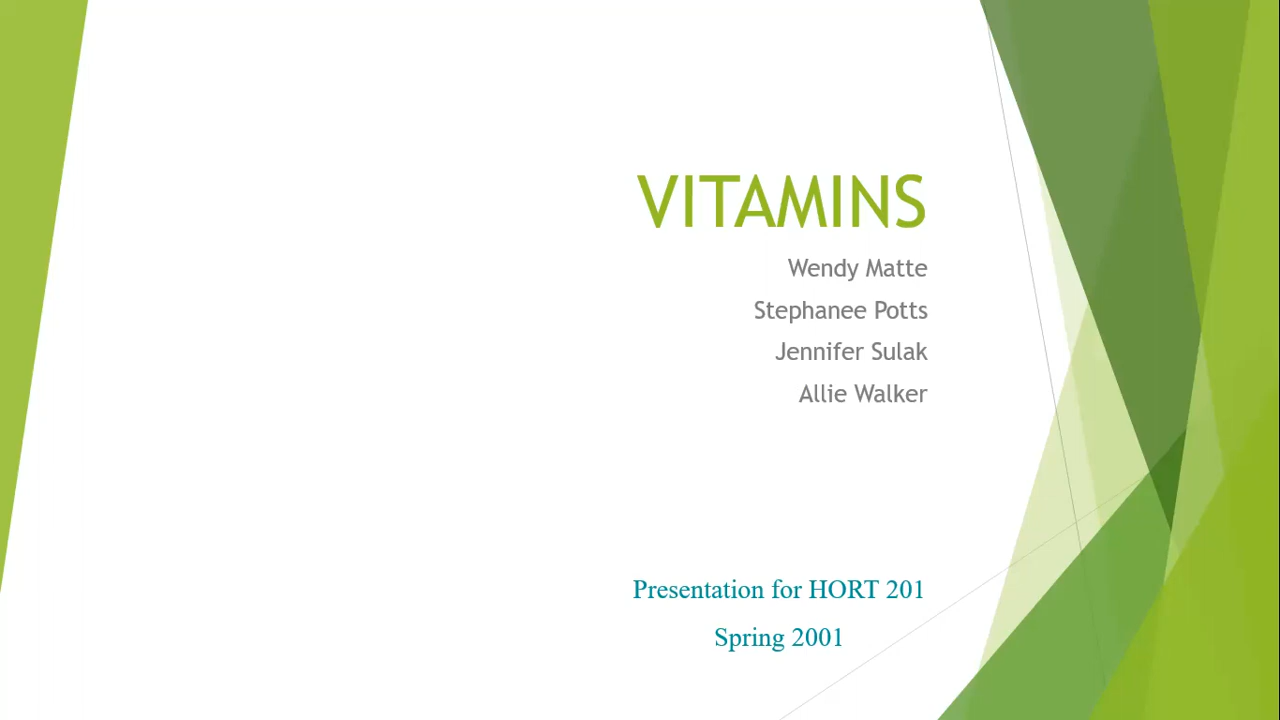 VITAMINS
Wendy Matte
Stephanee Potts
Jennifer Sulak
Allie Walker
Presentation for HORT 201
Spring 2001